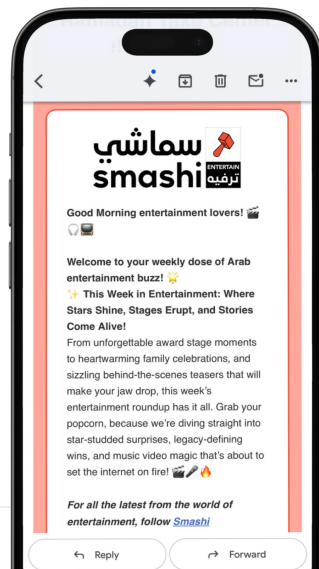 سماشي
smashi
ENTERTAIN
ترفيه
Good Morning entertainment lovers! 🎬
🎧📺
Welcome to your weekly dose of Arab
entertainment buzz! 🌟
✨ This Week in Entertainment: Where
Stars Shine, Stages Erupt, and Stories
Come Alive!
From unforgettable award stage moments
to heartwarming family celebrations, and
sizzling behind-the-scenes teasers that will
make your jaw drop, this week's
entertainment roundup has it all. Grab your
popcorn, because we're diving straight into
star-studded surprises, legacy-defining
wins, and music video magic that's about to
set the internet on fire! 🎬🎤🔥
For all the latest from the world of
entertainment, follow Smashi
Reply
Forward